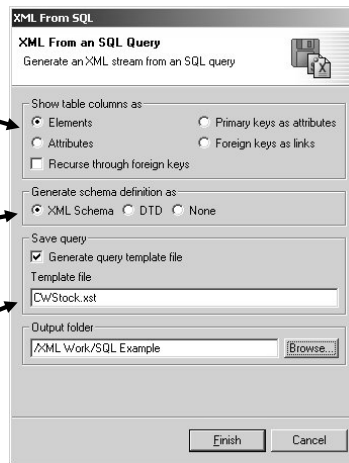 XML From SQL
XML From an SQL Query
Generate an XML stream from an SQL query
Show table columns as
Elements
Primary keys as attributes
Attributes
Foreign keys as links
Recurse through foreign keys
Generate schema definition as
XML Schema
DTD
None
Save query
Generate query template file
Template file
CWStock.xst
Output folder
/XML Work/SQL Example
Browse...
Finish
Cancel